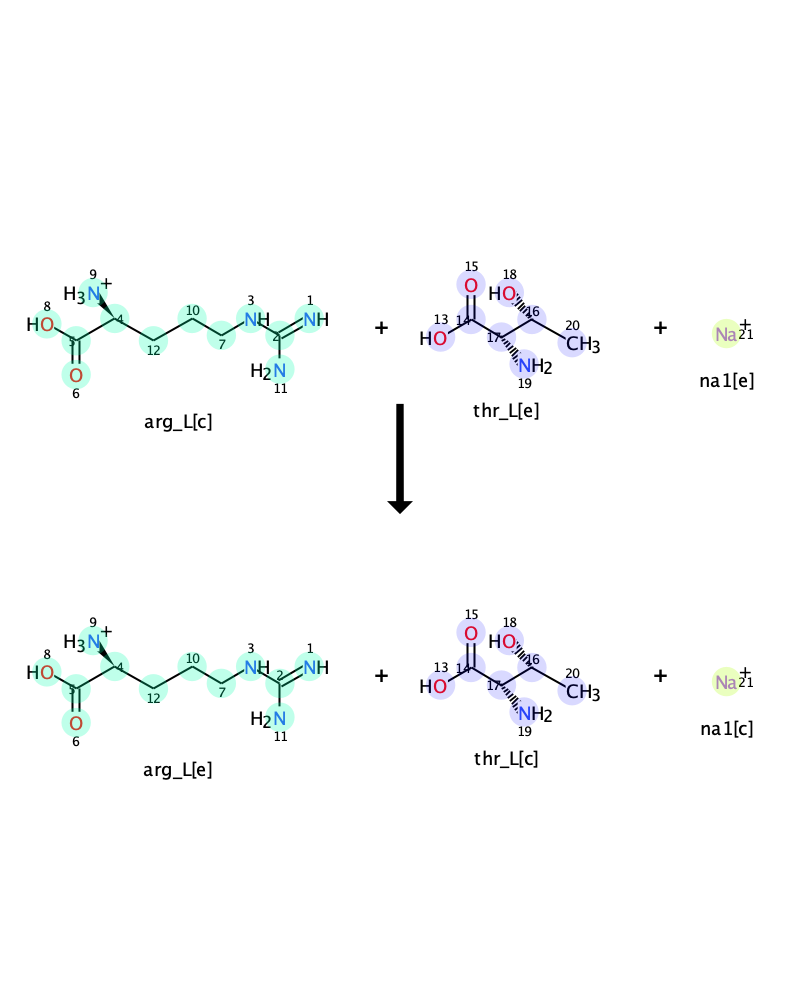 9 H3N+ 8 HO 5 O 6 4 12 10 7 3 NH 2 1 NH H2N 11 + 15 O 13 HO 14 17 18 HO 16 20 CH3 NH2 19 + Na+ 21
arg_L[c] thr_L[e] na1[e]
9 H3N+ 8 HO 5 O 6 4 12 10 7 3 NH 2 1 NH H2N 11 + 15 O 13 HO 14 17 18 HO 16 20 CH3 NH2 19 + Na+ 21
arg_L[e] thr_L[c] na1[c]